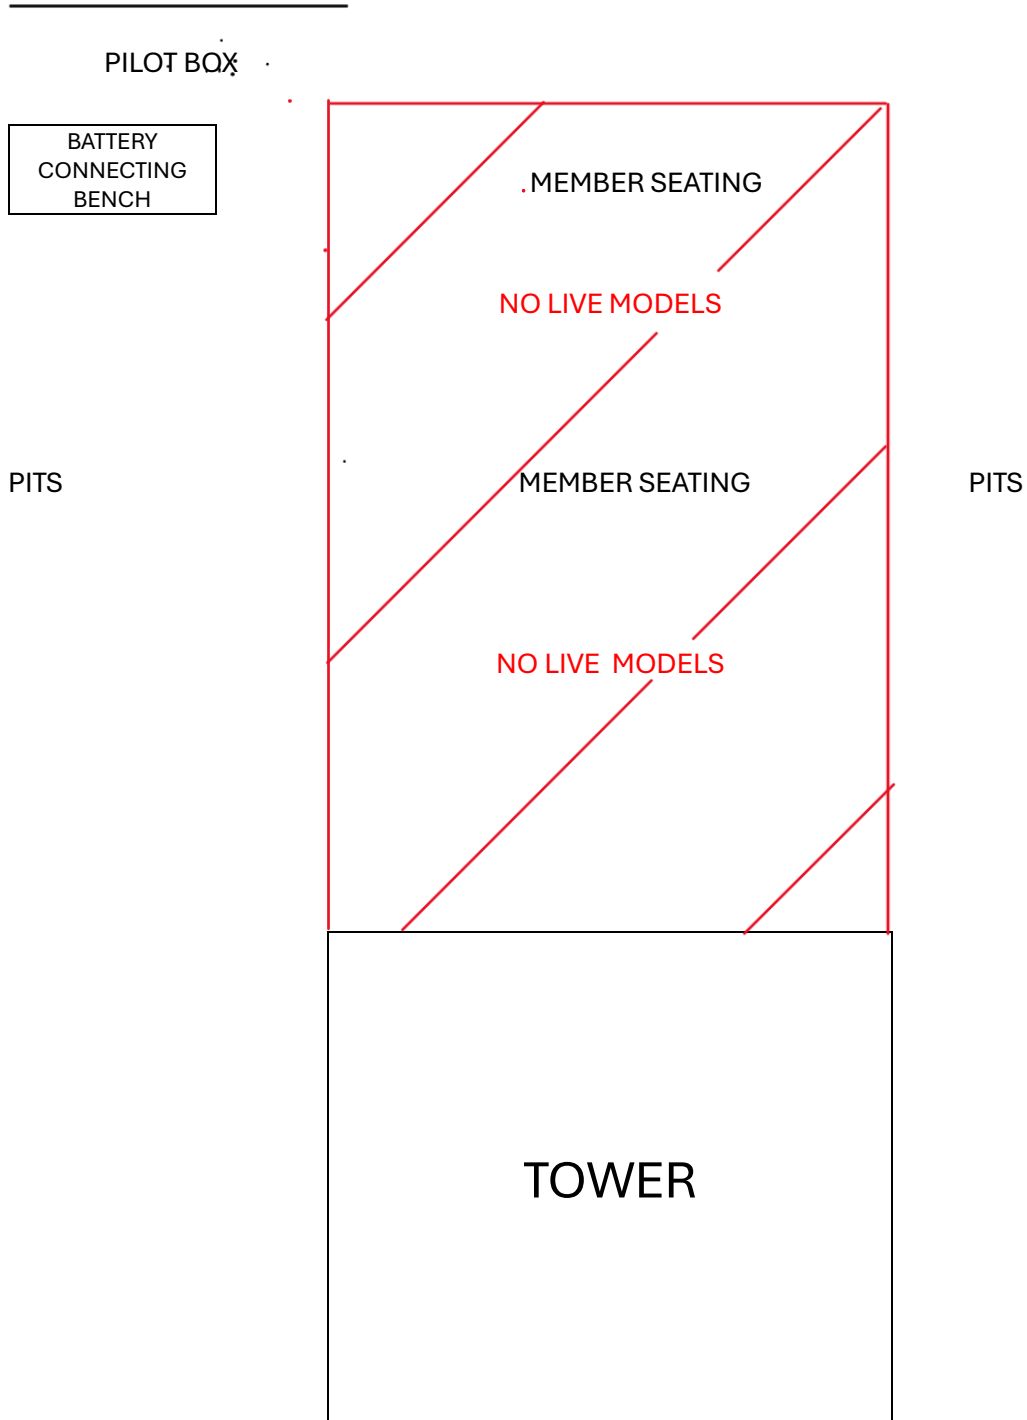 PILOT BOX
BATTERY
CONNECTING
BENCH
MEMBER SEATING
NO LIVE MODELS
PITS
MEMBER SEATING
PITS
NO LIVE  MODELS
TOWER